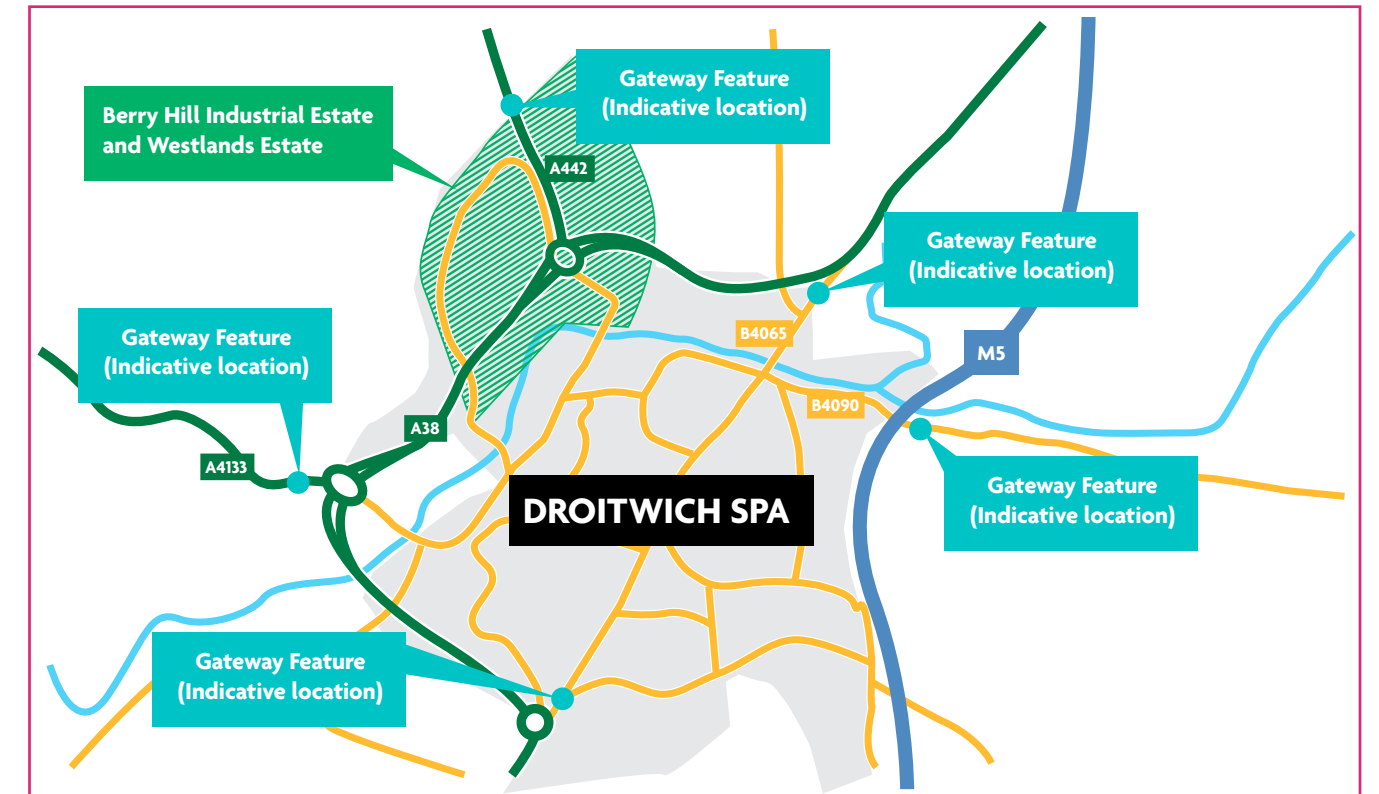 Gateway Feature
(Indicative location)
Berry Hill Industrial Estate
and Westlands Estate
A442
Gateway Feature
(Indicative location)
Gateway Feature
(Indicative location)
B4065
M5
B4090
A38
A4133
Gateway Feature
(Indicative location)
DROITWICH SPA
Gateway Feature
(Indicative location)